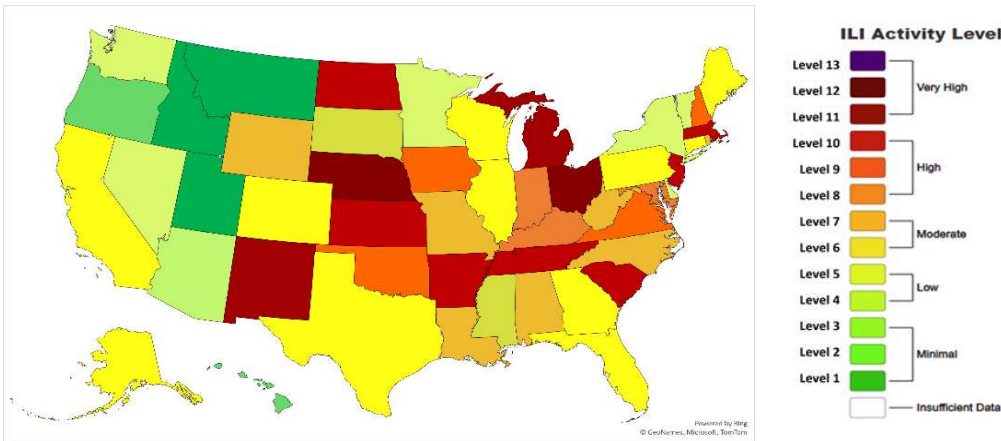 ILI Activity Level
Level 13
Level 12
Level 11
Very High
Level 10
Level 9
Level 8
High
Level 7
Level 6
Moderate
Level 5
Level 4
Low
Level 3
Level 2
Level 1
Minimal
Insufficient Data
Powered by Bing
© GeoNames, Microsoft, TomTom